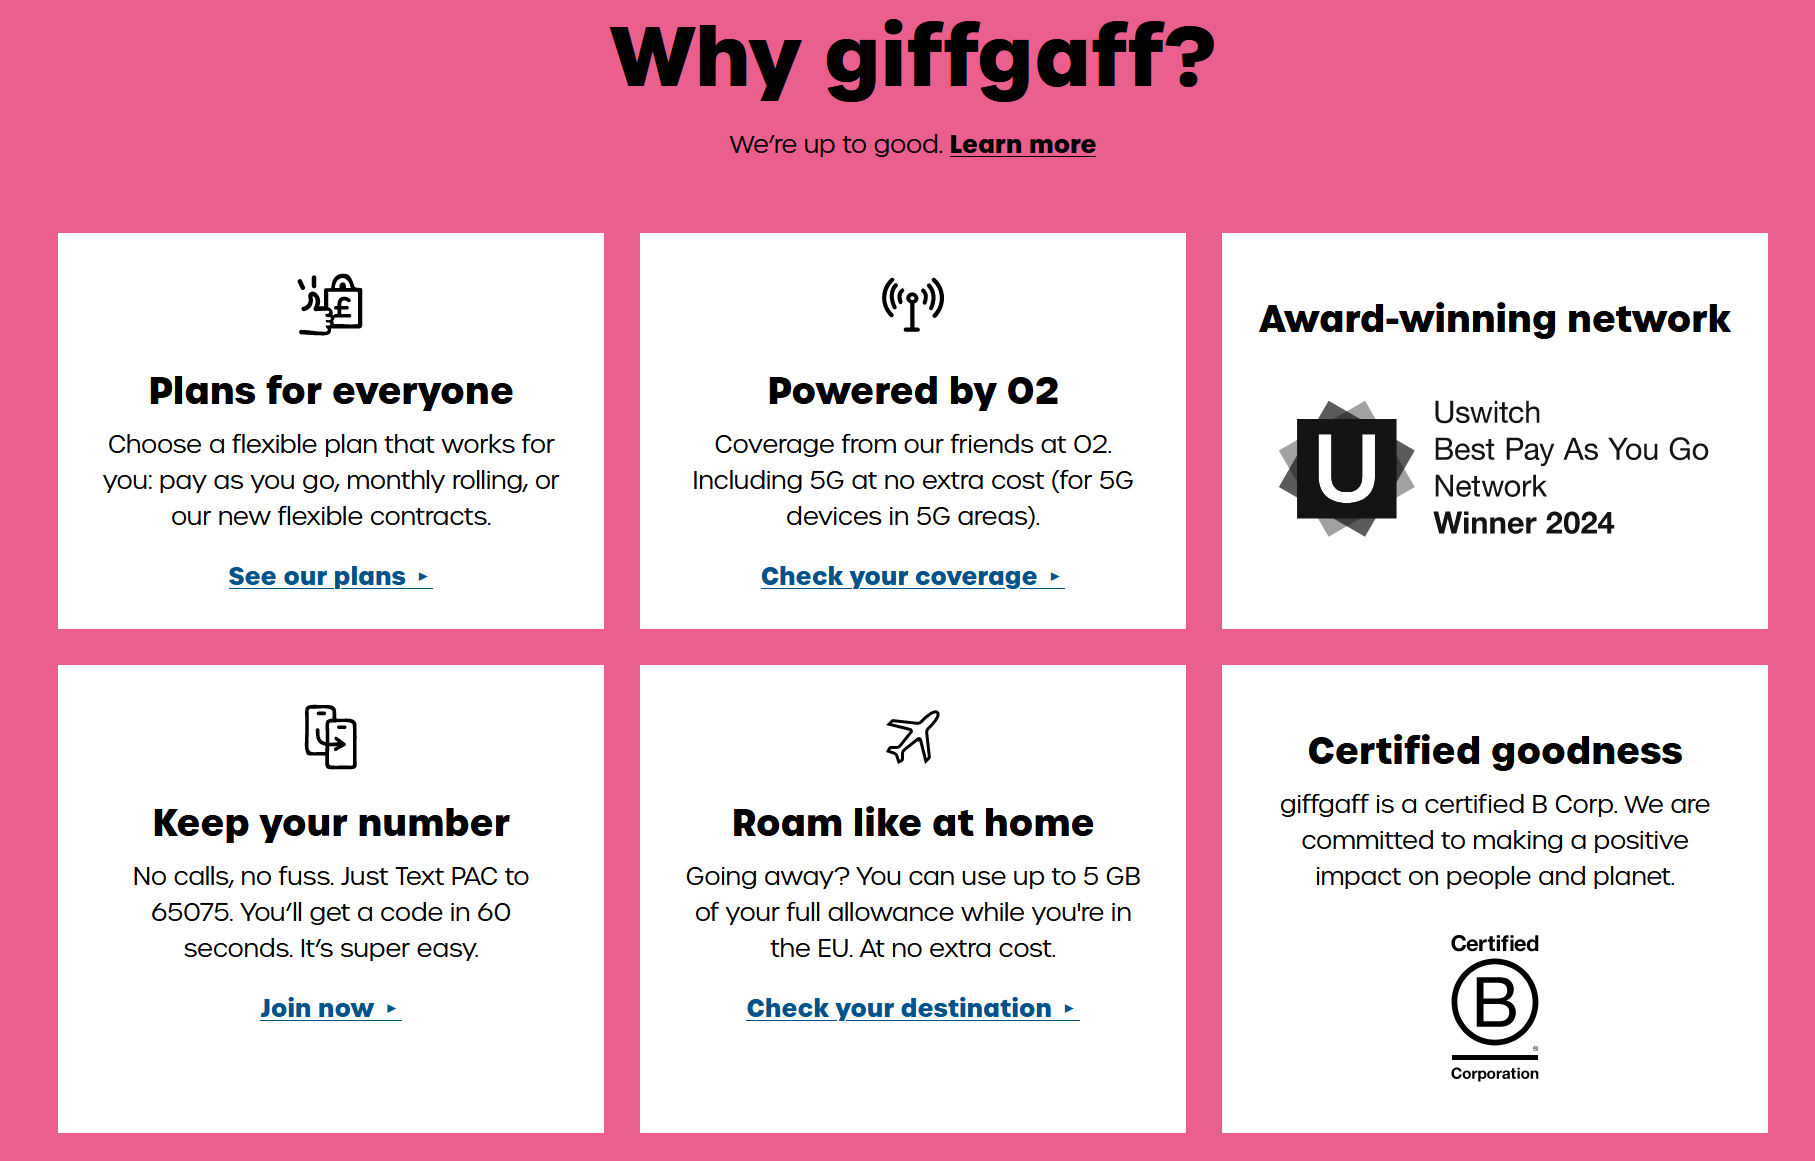 Why giffgaff?
We're up to good. Learn more
£
Plans for everyone
Choose a flexible plan that works for
you: pay as you go, monthly rolling, or
our new flexible contracts.
See our plans ▸
Powered by O2
Coverage from our friends at O2.
Including 5G at no extra cost (for 5G
devices in 5G areas).
Check your coverage ▸
Award-winning network
U
Uswitch
Best Pay As You Go
Network
Winner 2024
Keep your number
No calls, no fuss. Just Text PAC to
65075. You'll get a code in 60
seconds. It's super easy.
Join now ▸
Roam like at home
Going away? You can use up to 5 GB
of your full allowance while you're in
the EU. At no extra cost.
Check your destination ▸
Certified goodness
giffgaff is a certified B Corp. We are
committed to making a positive
impact on people and planet.
Certified
B
®
Corporation